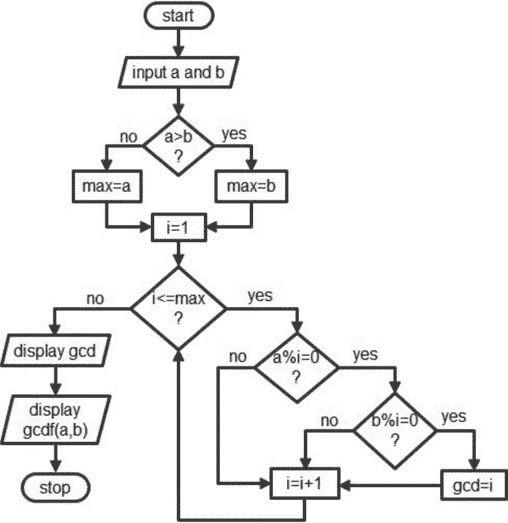 start
input a and b
no
a>b
?
yes
max=a
max=b
i=1
no
i<=max
?
yes
display gcd
no
a%i=0
?
yes
display
gcdf(a,b)
no
b%i=0
?
yes
stop
i=i+1
gcd=i